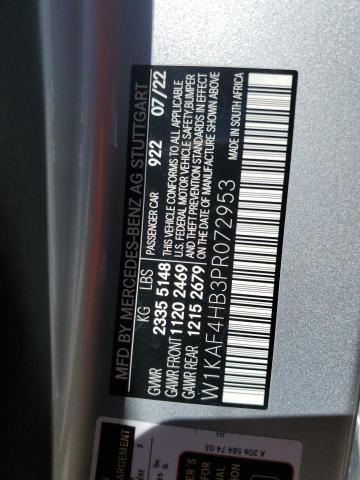 MFD BY MERCEDES-BENZ AG STUTTGART
KG LBS PASSENGER CAR 922 07/22
GVWR 2335 5148 THIS VEHICLE CONFORMS TO ALL APPLICABLE
GAWR FRONT 1120 2469 U.S. FEDERAL MOTOR VEHICLE SAFETY, BUMPER
GAWR REAR 1215 2679 AND THEFT PREVENTION STANDARDS IN EFFECT
ON THE DATE OF MANUFACTURE SHOWN ABOVE
W1KAF4HB3PR072953 MADE IN SOUTH AFRICA
A 206 584 74 03